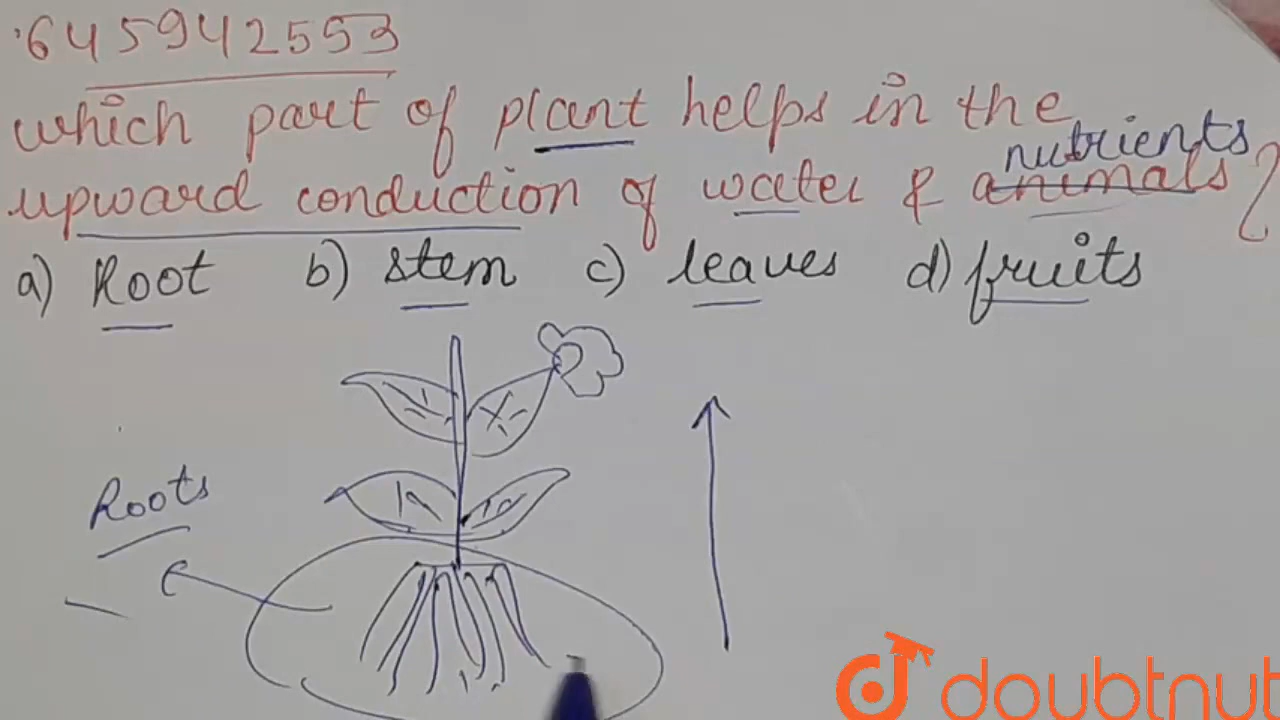 645942553
which part of plant helps in the
nutrients
upward conduction of water & animals?
a) Root b) stem c) leaves d) fruits
Roots
doubtnut